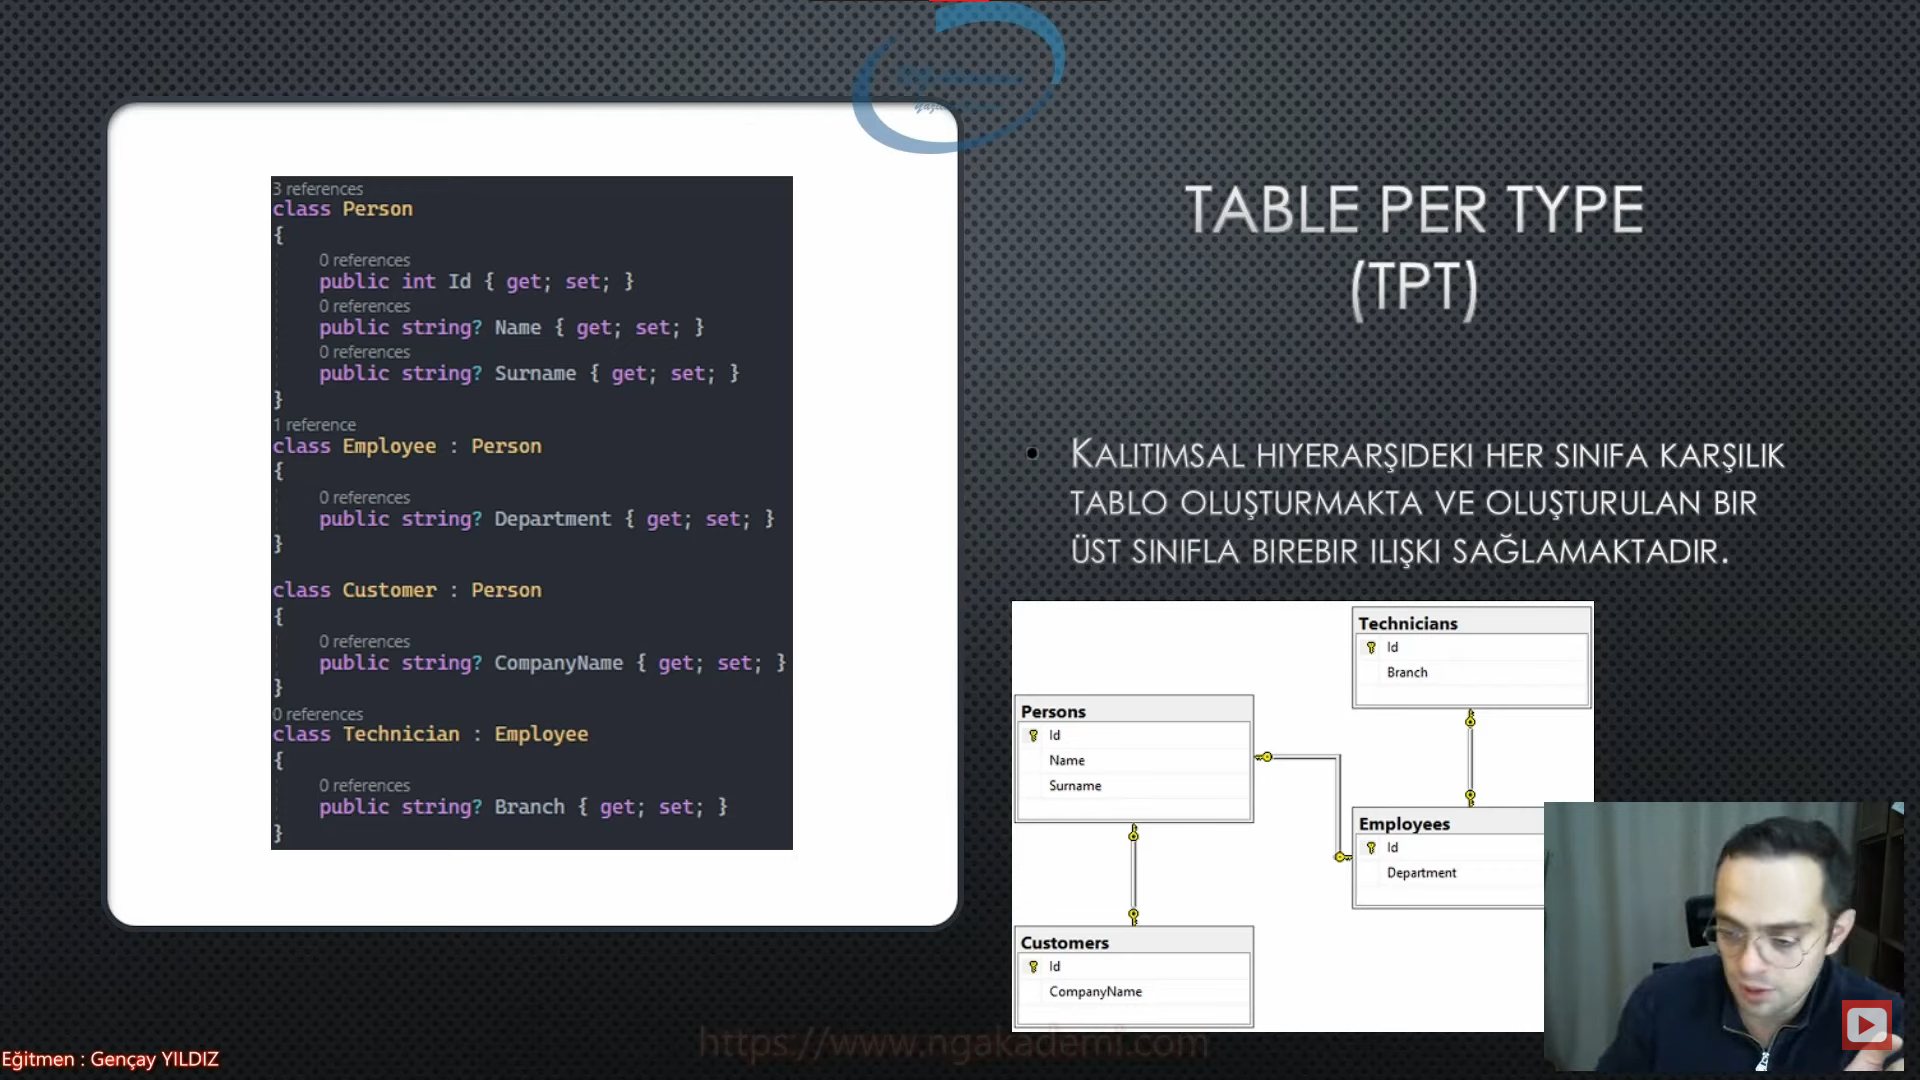 3 references
class Person
{
0 references
public int Id { get; set; }
0 references
public string? Name { get; set; }
0 references
public string? Surname { get; set; }
}
1 reference
class Employee : Person
{
0 references
public string? Department { get; set; }
}
class Customer : Person
{
0 references
public string? CompanyName { get; set; }
}
0 references
class Technician : Employee
{
0 references
public string? Branch { get; set; }
}
TABLE PER TYPE
(TPT)
• KALITIMSAL HIYERARŞIDEKI HER SINIFA KARŞILIK
TABLO OLUŞTURMAKTA VE OLUŞTURULAN BIR
ÜST SINIFLA BIREBIR ILIŞKI SAĞLAMAKTADIR.
Technicians
Id
Branch
Persons
Id
Name
Surname
Employees
Id
Department
Customers
Id
CompanyName
https://www.ngakademi.com
Eğitmen : Gençay YILDIZ